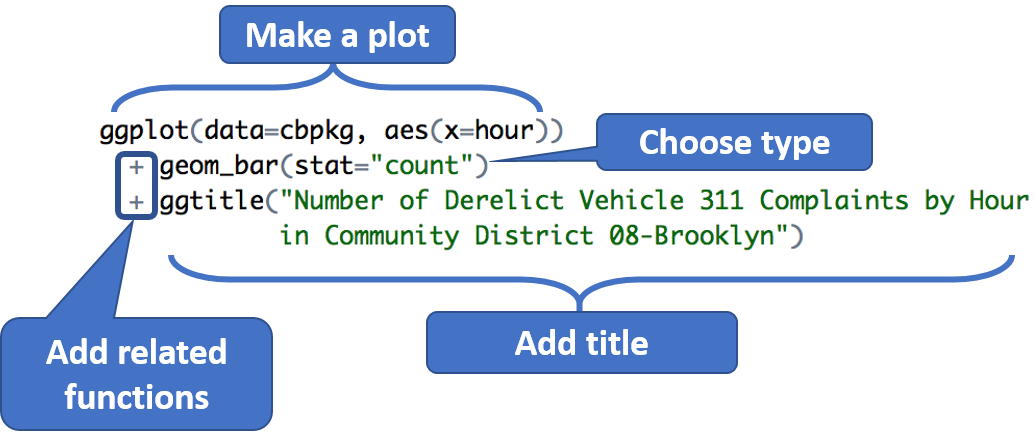 Make a plot
ggplot(data=cbpkg, aes(x=hour))
Choose type
+ geom_bar(stat="count")
+ ggtitle("Number of Derelict Vehicle 311 Complaints by Hour
in Community District 08-Brooklyn")
Add title
Add related
functions